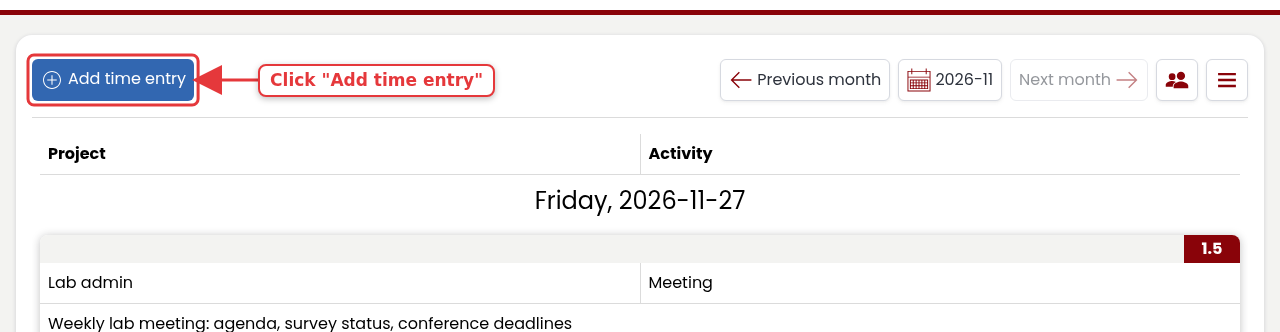 Add time entry
Click "Add time entry"
Previous month
2026-11
Next month
Project
Activity
Friday, 2026-11-27
1.5
Lab admin
Meeting
Weekly lab meeting: agenda, survey status, conference deadlines